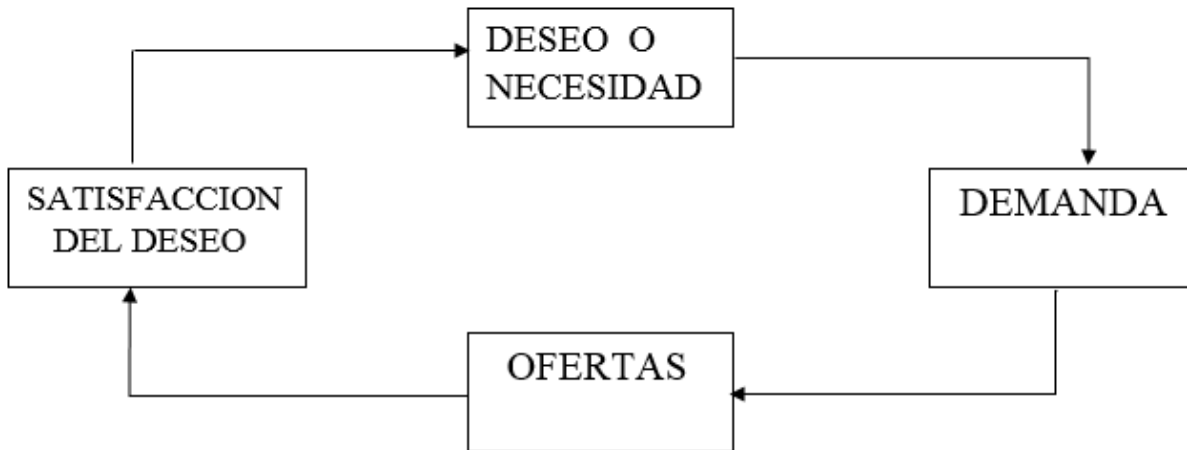 DESEO O
NECESIDAD
SATISFACCION
DEL DESEO
DEMANDA
OFERTAS